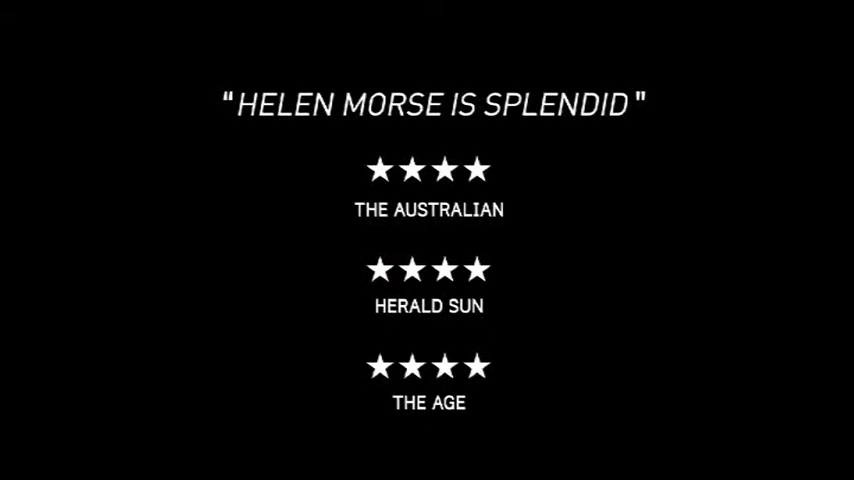 "HELEN MORSE IS SPLENDID"
★★★★
THE AUSTRALIAN
★★★★
HERALD SUN
★★★★
THE AGE